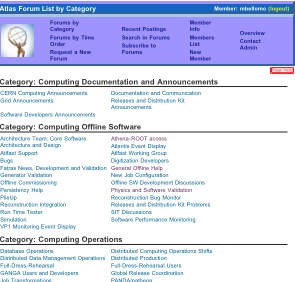 Atlas Forum List by Category
Member: mbellomo (logout)
Forums by Category
Forums by Time Order
Request a New Forum
Recent Postings
Search in Forums
Subscribe to Forums
Member Info
Members List
New Member
Overview
Contact Admin
Category: Computing Documentation and Announcements
CERN Computing Announcements Documentation and Communication
Grid Announcements Releases and Distribution Kit Announcements
Software Developers Announcements
Category: Computing Offline Software
Architecture Team: Core Software Architecture and Design Athena-ROOT access
Atlantis Event Display
Atlfast Support Atlfast Working Group
Bugs Digitization Developers
Fatras News, Development and Validation General Offline Help
Generator Validation New Job Configuration
Offline Commissioning Offline SW Development Discussions
Persistency Help Physics and Software Validation
PileUp Reconstruction Bug Monitor
Reconstruction Integration Releases and Distribution Kit Problems
Run Time Tester SIT Discussions
Simulation Software Performance Monitoring
VP1 Monitoring Event Display
Category: Computing Operations
Database Operations Distributed Computing Operations Shifts
Distributed Data Management Operations Distributed Production
Full-Dress-Rehearsal Full-Dress-Rehearsal Users
GANGA Users and Developers Global Release Coordination
Job Transformations PANDA/pathena